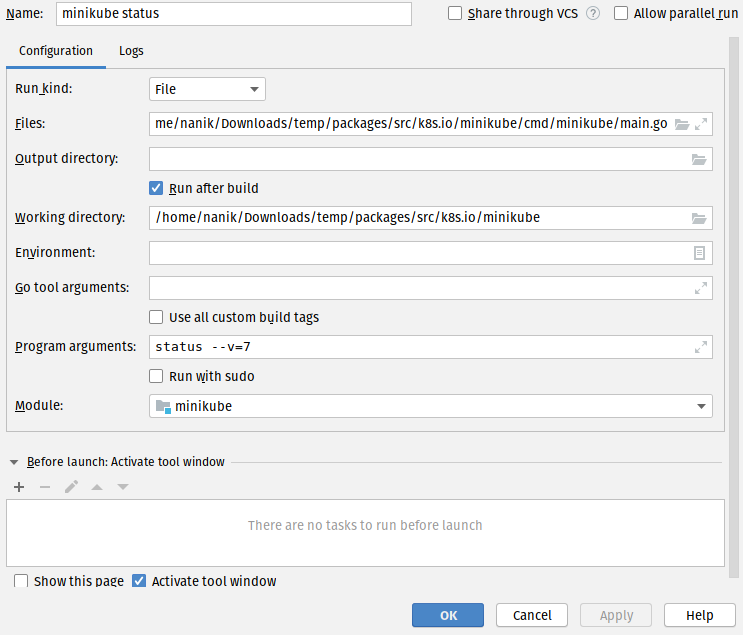 Name: minikube status Share through VCS ? Allow parallel run
Configuration Logs
Run kind: File
Files: me/nanik/Downloads/temp/packages/src/k8s.io/minikube/cmd/minikube/main.go
Output directory:
Run after build
Working directory: /home/nanik/Downloads/temp/packages/src/k8s.io/minikube
Environment:
Go tool arguments:
Use all custom build tags
Program arguments: status --v=7
Run with sudo
Module: minikube
Before launch: Activate tool window
There are no tasks to run before launch
Show this page Activate tool window
OK Cancel Apply Help